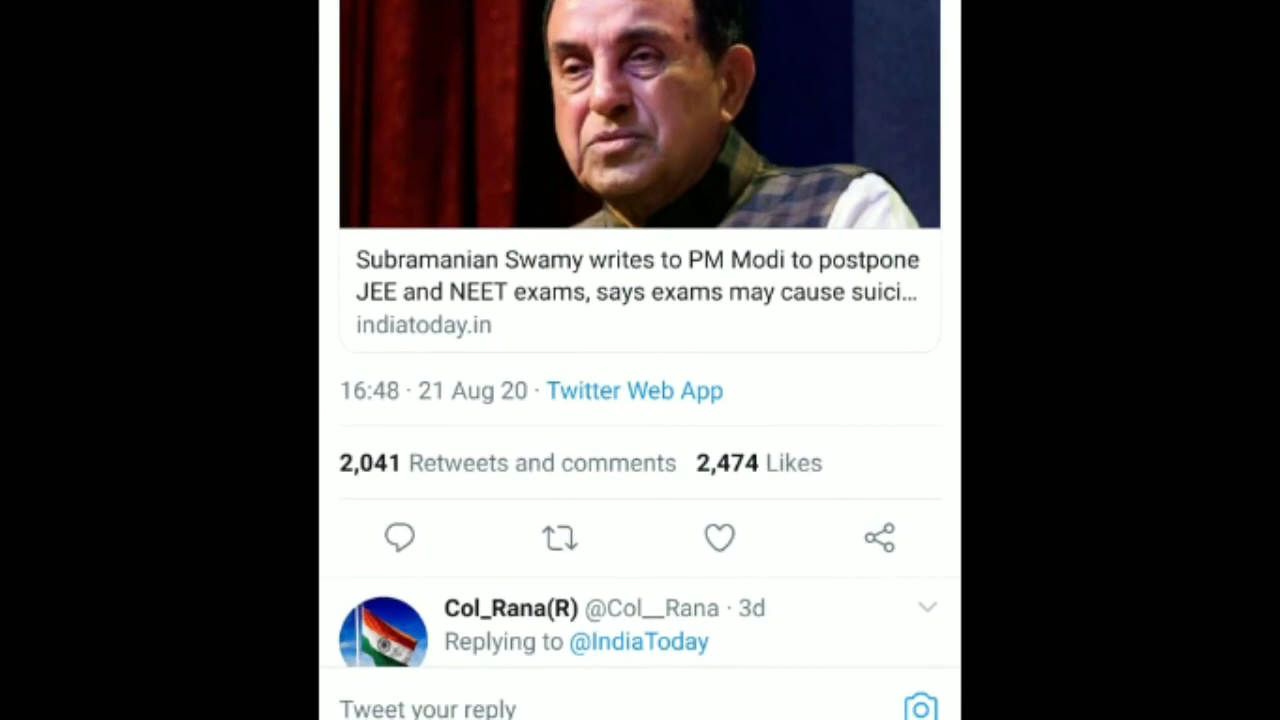 Subramanian Swamy writes to PM Modi to postpone
JEE and NEET exams, says exams may cause suici...
indiatoday.in
16:48 · 21 Aug 20 · Twitter Web App
2,041 Retweets and comments 2,474 Likes
Col_Rana(R) @Col__Rana · 3d
Replying to @IndiaToday
Tweet your reply